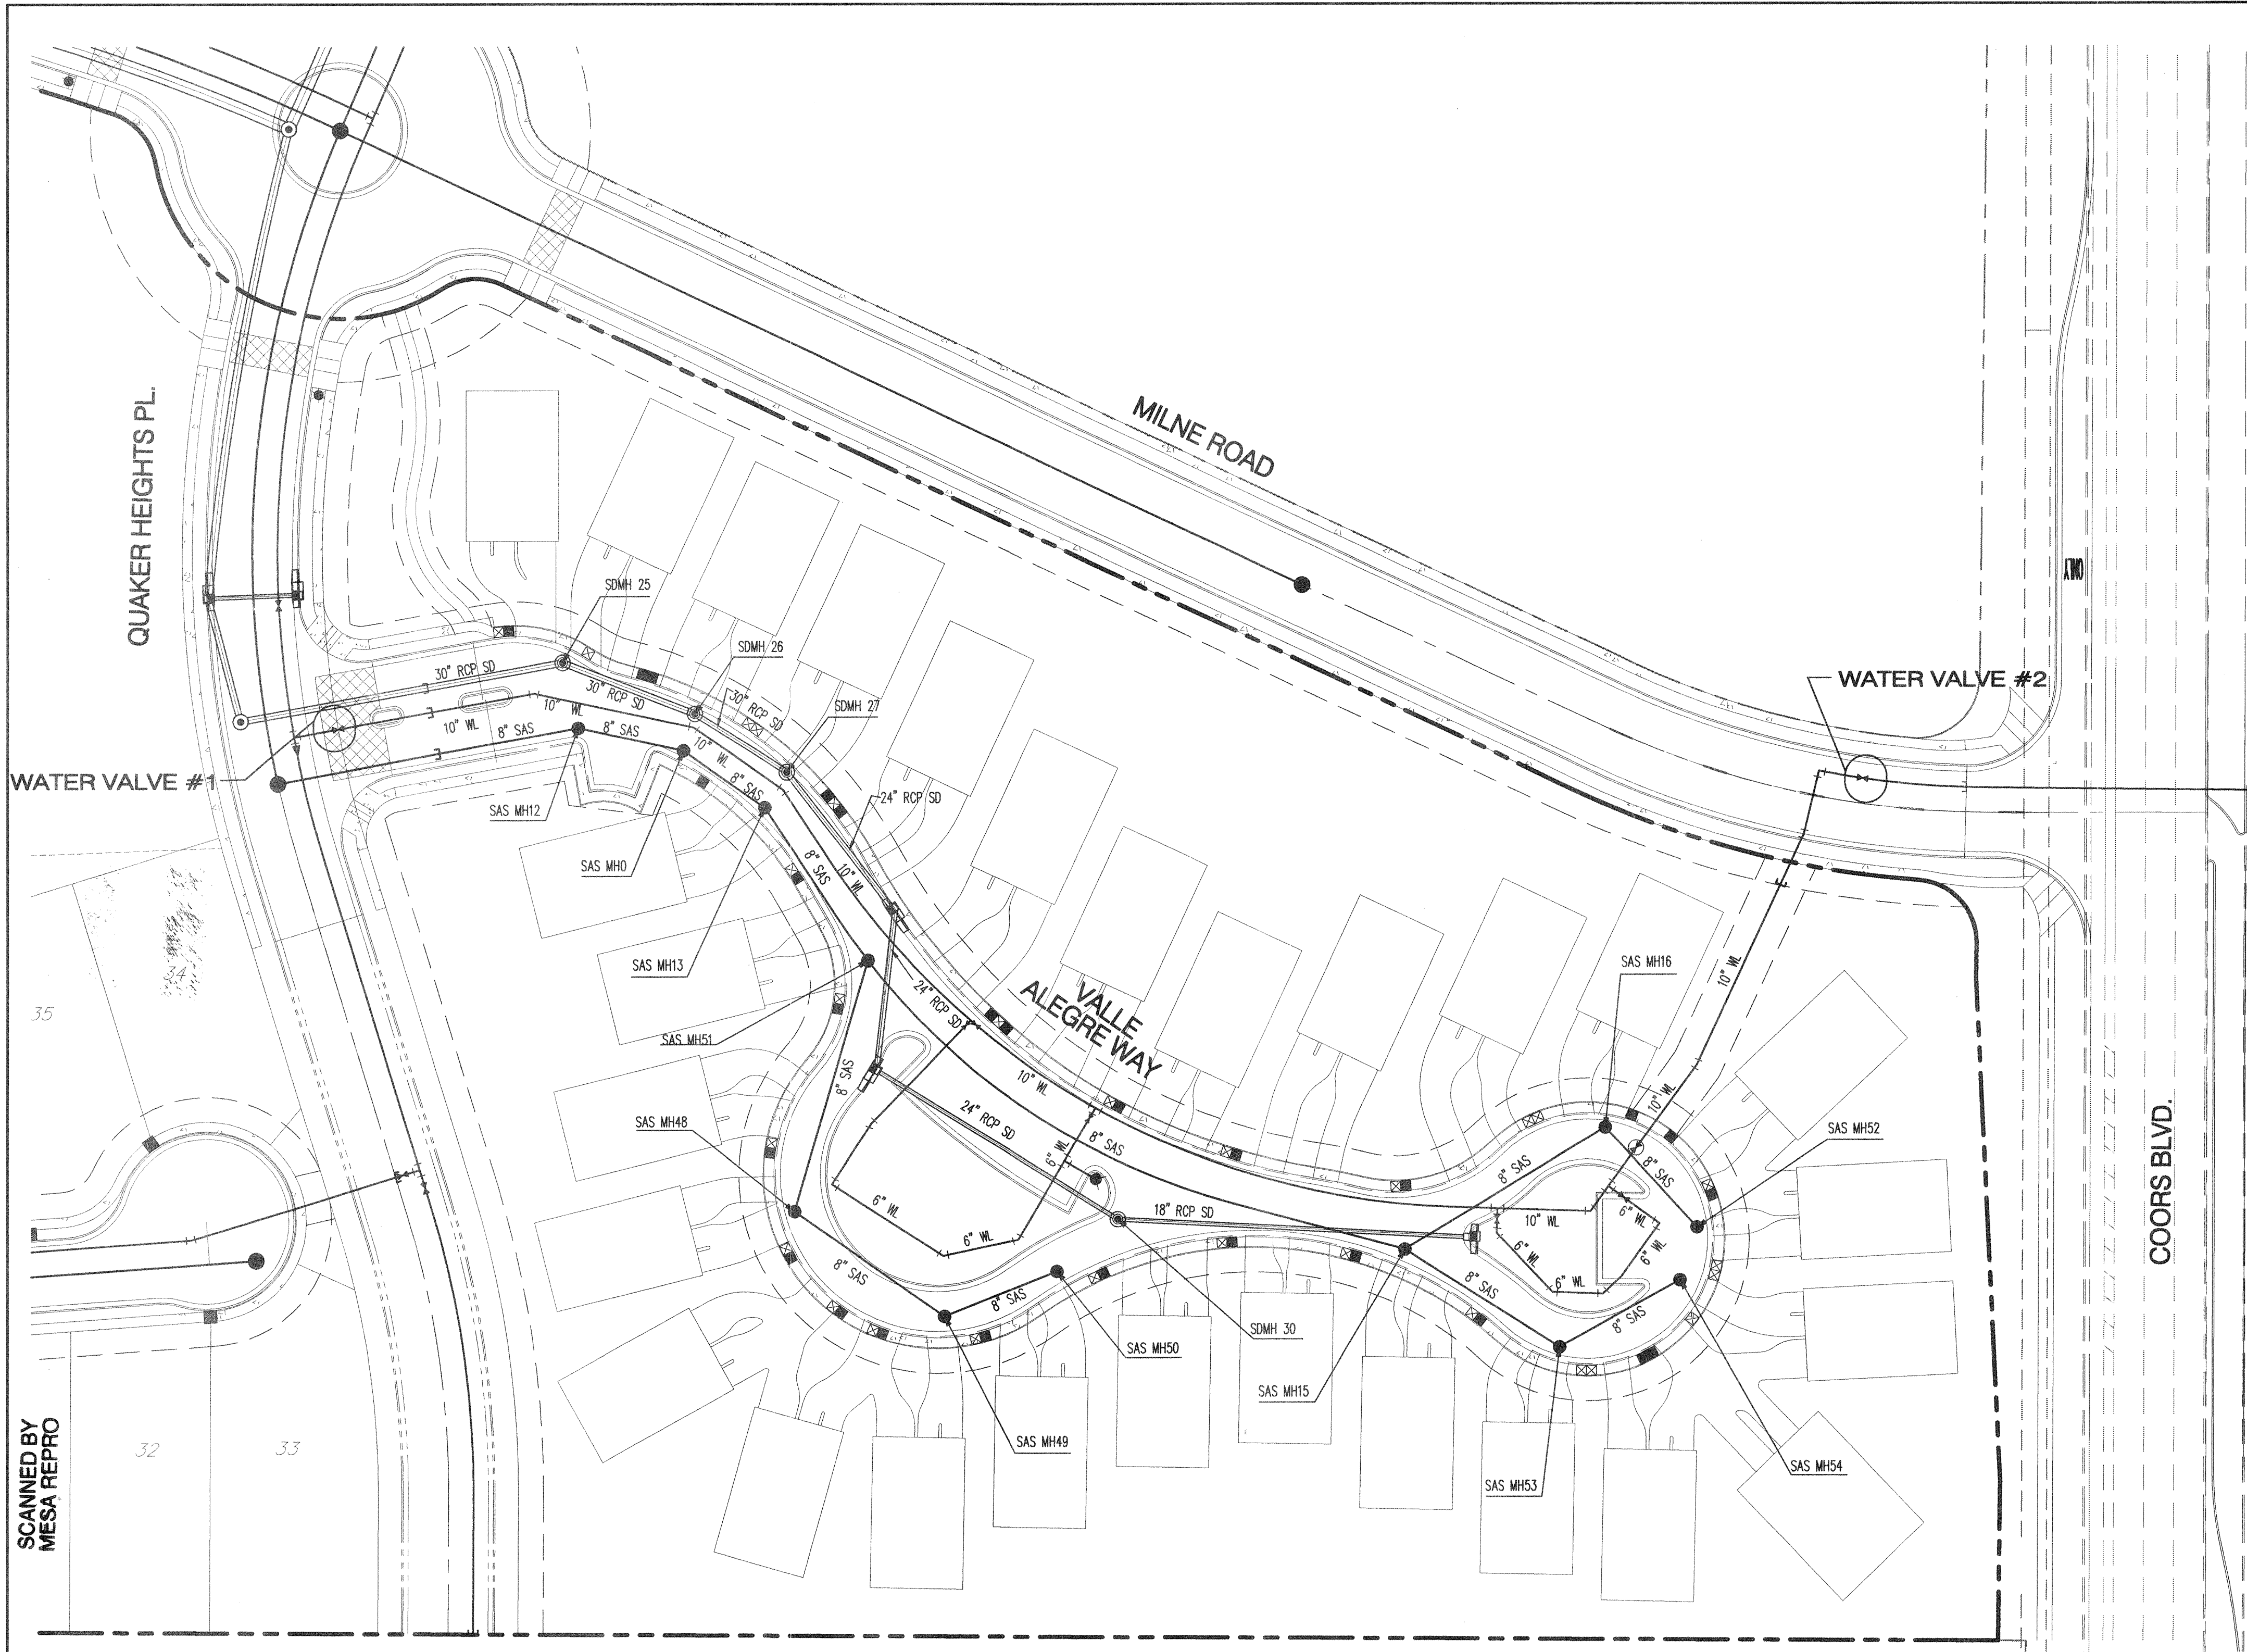 MILNE ROAD
QUAKER HEIGHTS PL.
ONLY
SDMH 25
SDMH 26
30" RCP SD
30" RCP SD
30" RCP SD
SDMH 27
WATER VALVE #2
10" WL
10" WL
8" SAS
8" SAS
10" WL
8" SAS
WATER VALVE #1
24" RCP SD
SAS MH12
SAS MH0
8" SAS
10" WL
34
35
SAS MH13
SAS MH16
10" WL
24" RCP SD
VALLE
ALEGRE WAY
SAS MH51
8" SAS
10" WL
10" WL
24" RCP SD
SAS MH48
8" SAS
6" WL
SAS MH52
8" SAS
8" SAS
COORS BLVD.
6" WL
18" RCP SD
10" WL
6" WL
6" WL
6" WL
6" WL
6" WL
8" SAS
8" SAS
8" SAS
8" SAS
SDMH 30
SAS MH50
SAS MH15
SAS MH49
SAS MH53
SAS MH54
32
33
SCANNED BY
MESA REPRO